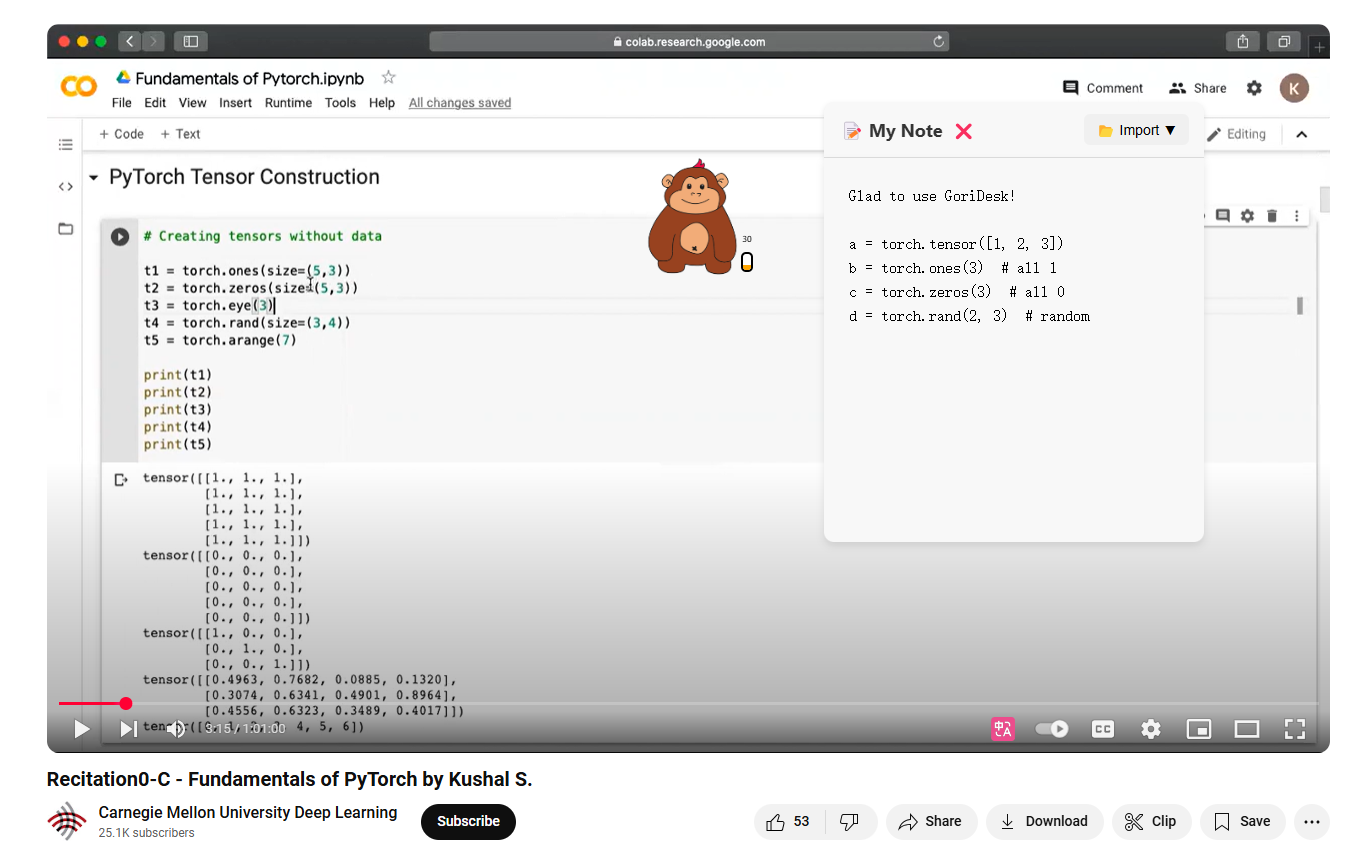 colab.research.google.com
Fundamentals of Pytorch.ipynb
File Edit View Insert Runtime Tools Help All changes saved
Comment Share K
+ Code + Text
Editing
My Note Import ▼
PyTorch Tensor Construction
Glad to use GoriDesk!
a = torch.tensor([1, 2, 3])
b = torch.ones(3) # all 1
c = torch.zeros(3) # all 0
d = torch.rand(2, 3) # random
30
# Creating tensors without data
t1 = torch.ones(size=(5,3))
t2 = torch.zeros(size=(5,3))
t3 = torch.eye(3)
t4 = torch.rand(size=(3,4))
t5 = torch.arange(7)
print(t1)
print(t2)
print(t3)
print(t4)
print(t5)
tensor([[1., 1., 1.],
[1., 1., 1.],
[1., 1., 1.],
[1., 1., 1.],
[1., 1., 1.]])
tensor([[0., 0., 0.],
[0., 0., 0.],
[0., 0., 0.],
[0., 0., 0.],
[0., 0., 0.]])
tensor([[1., 0., 0.],
[0., 1., 0.],
[0., 0., 1.]])
tensor([[0.4963, 0.7682, 0.0885, 0.1320],
[0.3074, 0.6341, 0.4901, 0.8964],
[0.4556, 0.6323, 0.3489, 0.4017]])
4, 5, 6])
3:15 / 1:01:00
中 A
CC
Recitation0-C - Fundamentals of PyTorch by Kushal S.
Carnegie Mellon University Deep Learning
25.1K subscribers
Subscribe
53
Share
Download
Clip
Save